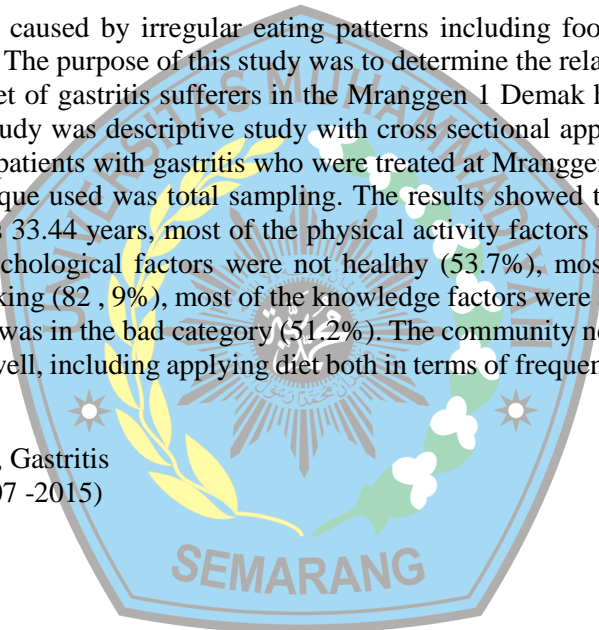 caused by irregular eating patterns including foo
The purpose of this study was to determine the rela
et of gastritis sufferers in the Mranggen 1 Demak h
udy was descriptive study with cross sectional app
patients with gastritis who were treated at Mrangge
que used was total sampling. The results showed t
s 33.44 years, most of the physical activity factors
chological factors were not healthy (53.7%), mos
king (82 , 9%), most of the knowledge factors were
was in the bad category (51.2%). The community ne
well, including applying diet both in terms of frequen
, Gastritis
07 -2015)
UNIVERSITAS MUHAMMADIYAH
SEMARANG